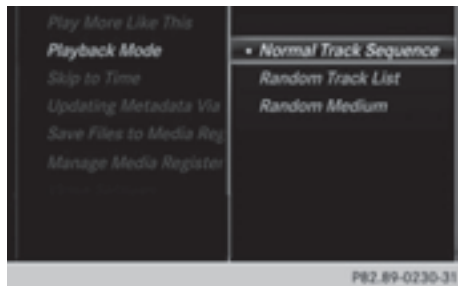 Play More Like This
Playback Mode
Skip to Time
Updating Metadata Via
Save Files to Media Reg
Manage Media Register
• Normal Track Sequence
Random Track List
Random Medium
P82.89-0230-31